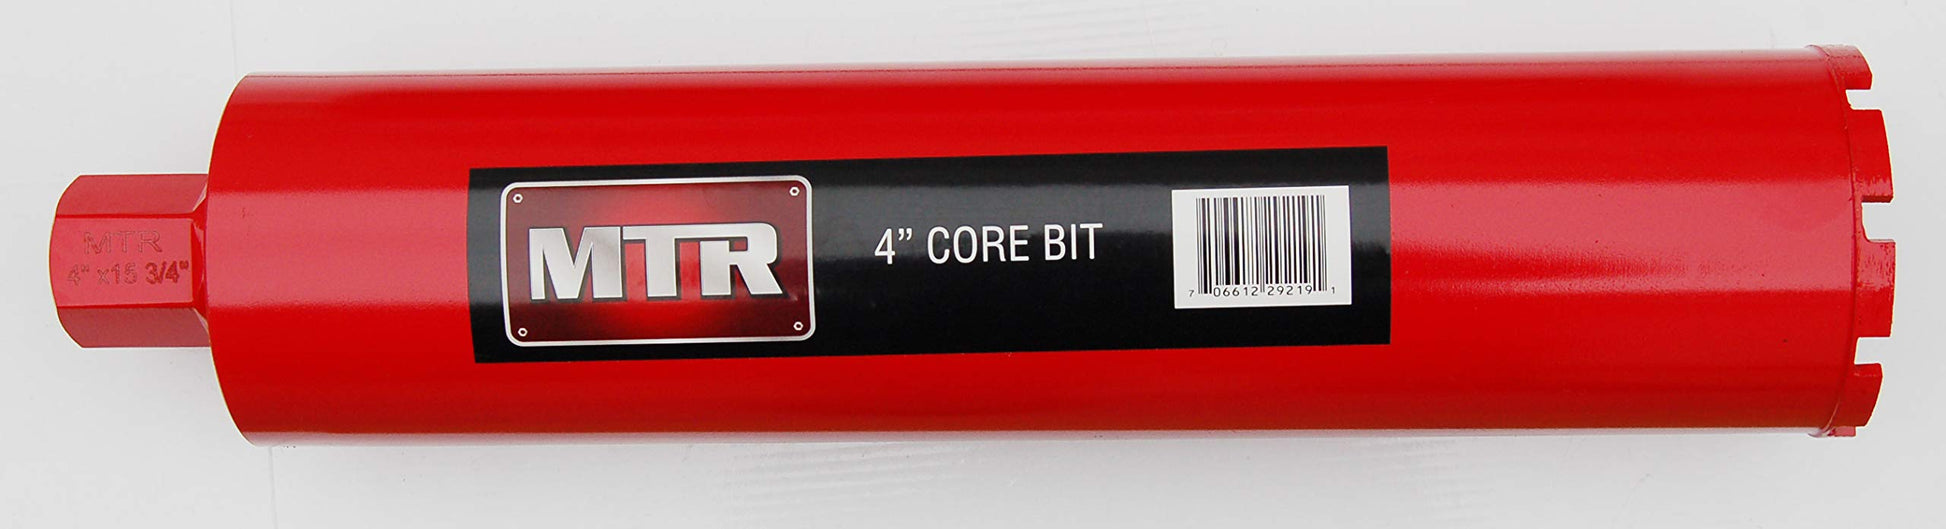 MTR
4" x15 3/4"
MTR
4” CORE BIT
7 06612 29219 1